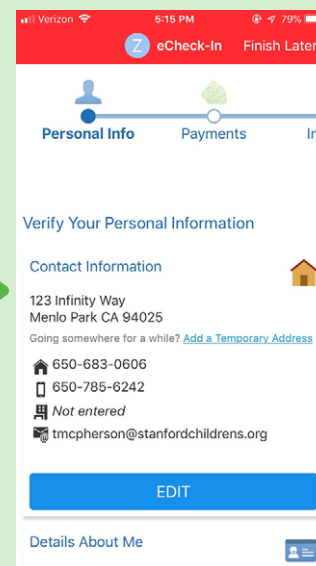 Verizon 5:15 PM 79%
Z eCheck-In Finish Later
Personal Info Payments In
Verify Your Personal Information
Contact Information
123 Infinity Way
Menlo Park CA 94025
Going somewhere for a while? Add a Temporary Address
650-683-0606
650-785-6242
Not entered
tmcpherson@stanfordchildrens.org
EDIT
Details About Me